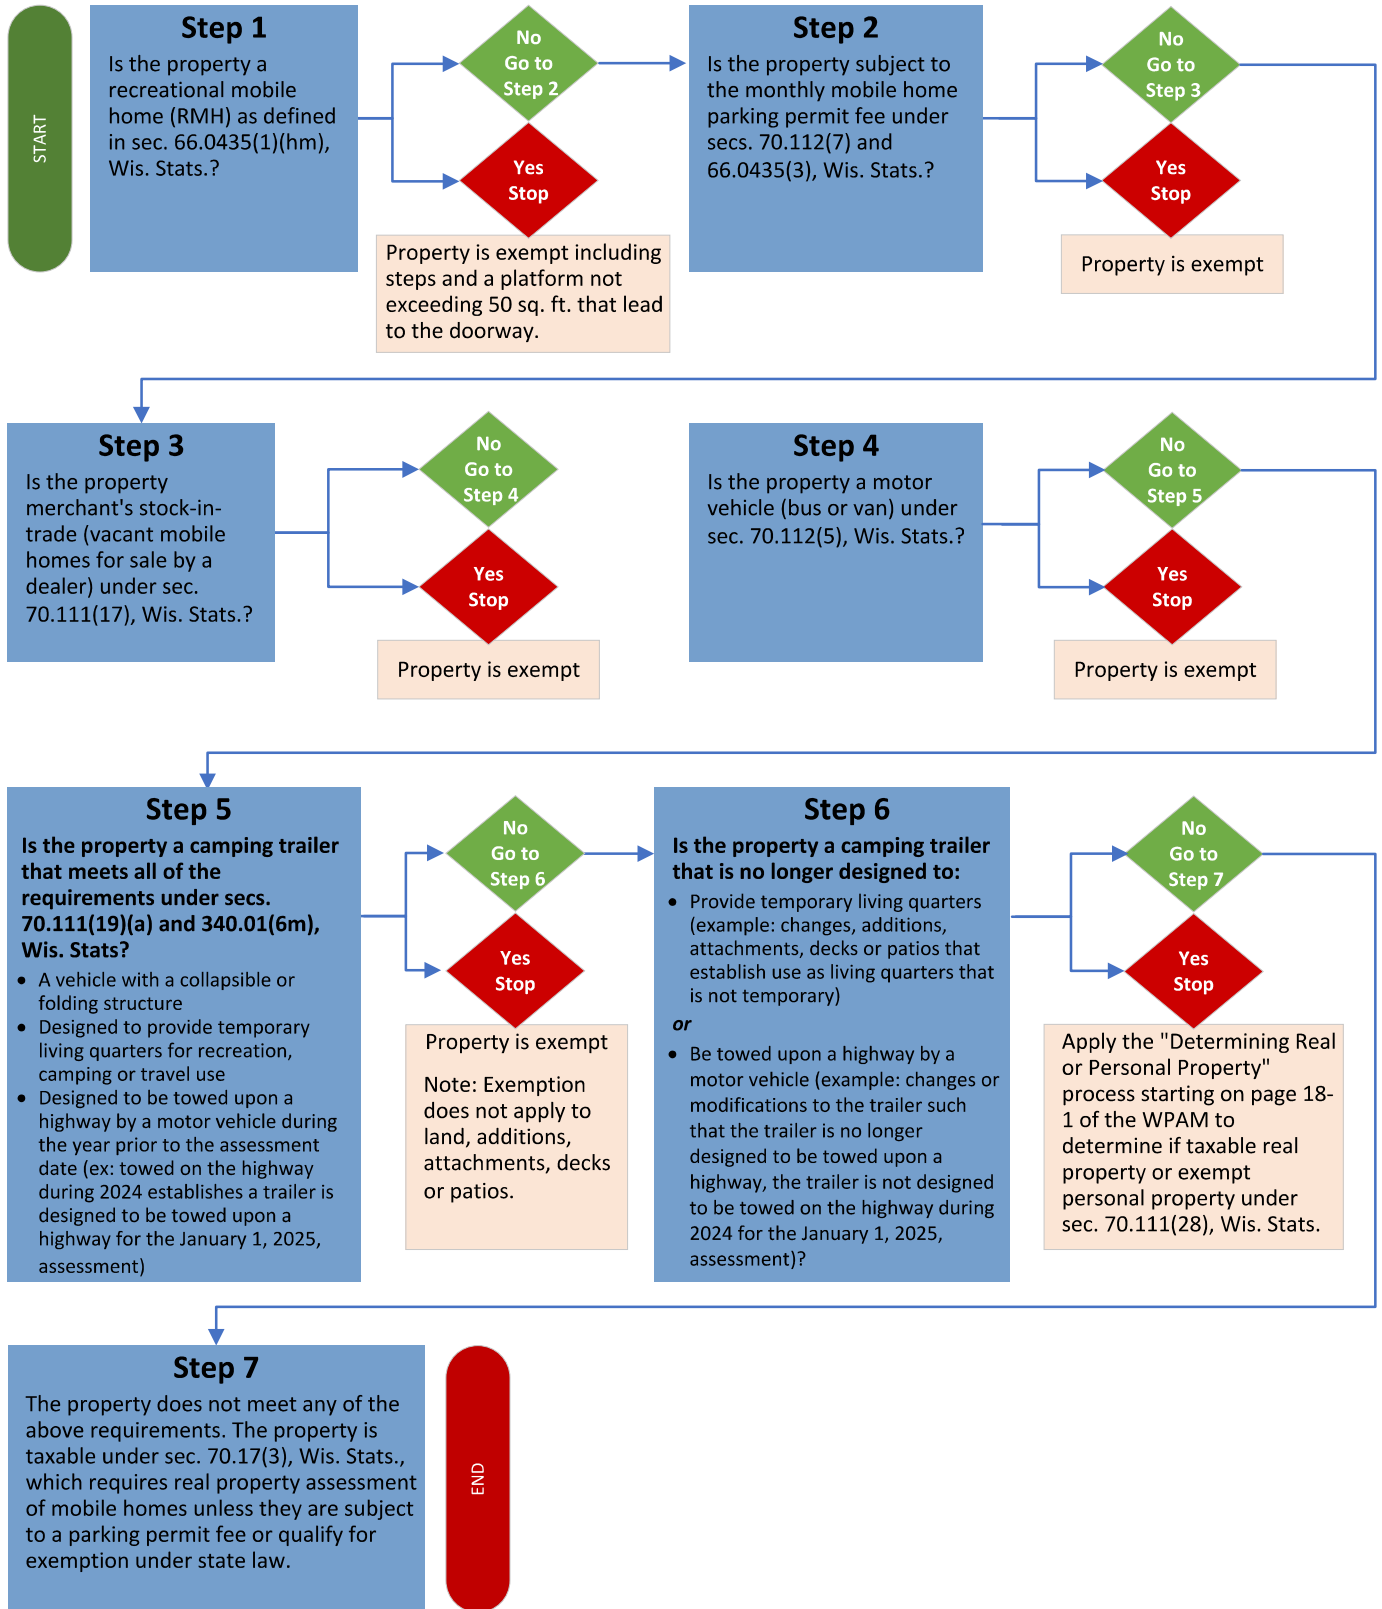 START
Step 1
Is the property a
recreational mobile
home (RMH) as defined
in sec. 66.0435(1)(hm),
Wis. Stats.?
No
Go to
Step 2
Yes
Stop
Property is exempt including
steps and a platform not
exceeding 50 sq. ft. that lead
to the doorway.
Step 2
Is the property subject to
the monthly mobile home
parking permit fee under
secs. 70.112(7) and
66.0435(3), Wis. Stats.?
No
Go to
Step 3
Yes
Stop
Property is exempt
Step 3
Is the property
merchant's stock-in-
trade (vacant mobile
homes for sale by a
dealer) under sec.
70.111(17), Wis. Stats.?
No
Go to
Step 4
Yes
Stop
Property is exempt
Step 4
Is the property a motor
vehicle (bus or van) under
sec. 70.112(5), Wis. Stats.?
No
Go to
Step 5
Yes
Stop
Property is exempt
Step 5
Is the property a camping trailer
that meets all of the
requirements under secs.
70.111(19)(a) and 340.01(6m),
Wis. Stats?
• A vehicle with a collapsible or
folding structure
• Designed to provide temporary
living quarters for recreation,
camping or travel use
• Designed to be towed upon a
highway by a motor vehicle during
the year prior to the assessment
date (ex: towed on the highway
during 2024 establishes a trailer is
designed to be towed upon a
highway for the January 1, 2025,
assessment)
No
Go to
Step 6
Yes
Stop
Property is exempt
Note: Exemption
does not apply to
land, additions,
attachments, decks
or patios.
Step 6
Is the property a camping trailer
that is no longer designed to:
• Provide temporary living quarters
(example: changes, additions,
attachments, decks or patios that
establish use as living quarters that
is not temporary)
or
• Be towed upon a highway by a
motor vehicle (example: changes or
modifications to the trailer such
that the trailer is no longer
designed to be towed upon a
highway, the trailer is not designed
to be towed on the highway during
2024 for the January 1, 2025,
assessment)?
No
Go to
Step 7
Yes
Stop
Apply the "Determining Real
or Personal Property"
process starting on page 18-
1 of the WPAM to
determine if taxable real
property or exempt
personal property under
sec. 70.111(28), Wis. Stats.
Step 7
The property does not meet any of the
above requirements. The property is
taxable under sec. 70.17(3), Wis. Stats.,
which requires real property assessment
of mobile homes unless they are subject
to a parking permit fee or qualify for
exemption under state law.
END